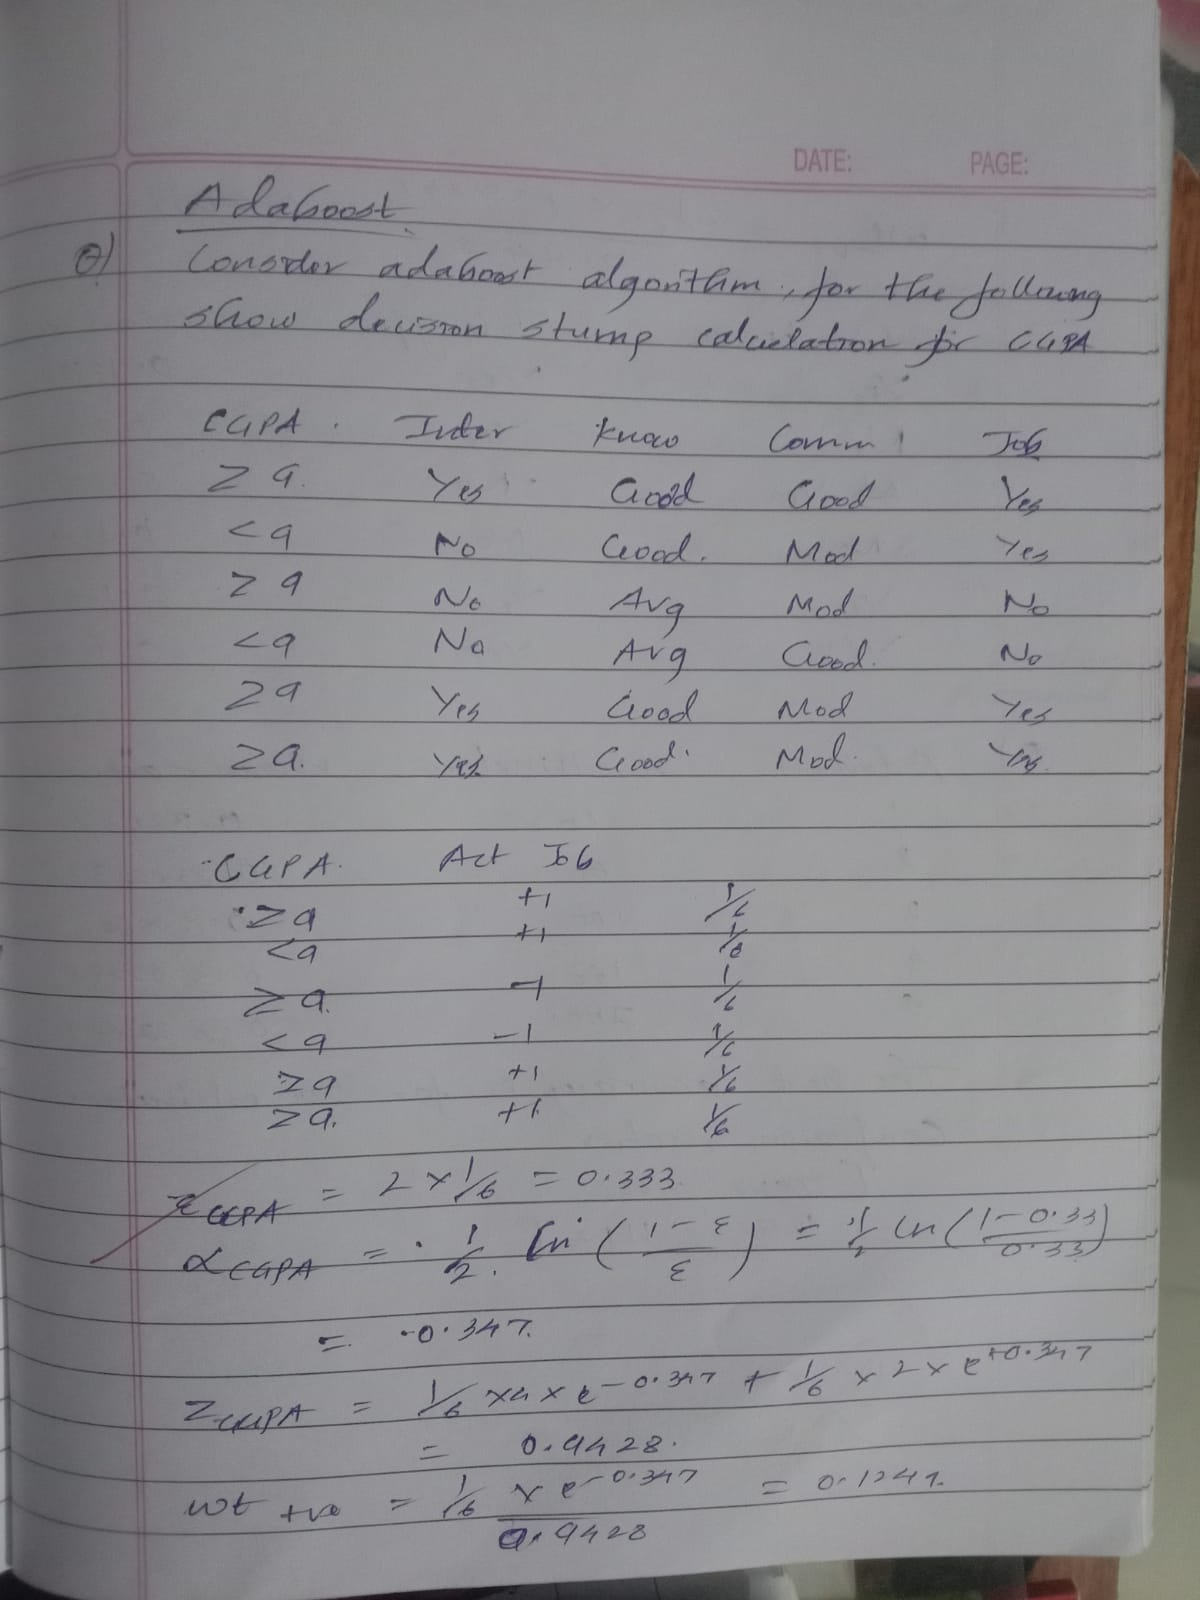 DATE: PAGE:
Adaboost
Q) Consider adaboost algorithm, for the following
show decision stump calculation for CGPA
CGPA. Inter Know Comm Job
≥ 9. Yes Good Good Yes
<9 No Good. Mod Yes
≥ 9 No Avg Mod No
<9 No Avg Good. No
≥9 Yes Good Mod Yes
≥9. Yes Good. Mod. Yes
CGPA. Act Job
≥9 +1 1/6
<9 +1 1/6
≥9. -1 1/6
<9 -1 1/6
≥9 +1 1/6
≥9. +1 1/6
ε CGPA = 2 × 1/6 = 0.333
α CGPA = 1/2 ln ( 1-ε / ε ) = 1/2 ln ( 1-0.33 / 0.33 )
= 0.347.
Z CGPA = 1/6 ×4× e^-0.347 + 1/6 × 2 × e^+0.347
= 0.9428.
wt +ve = 1/6 × e^-0.347 / 0.9428 = 0.1249.